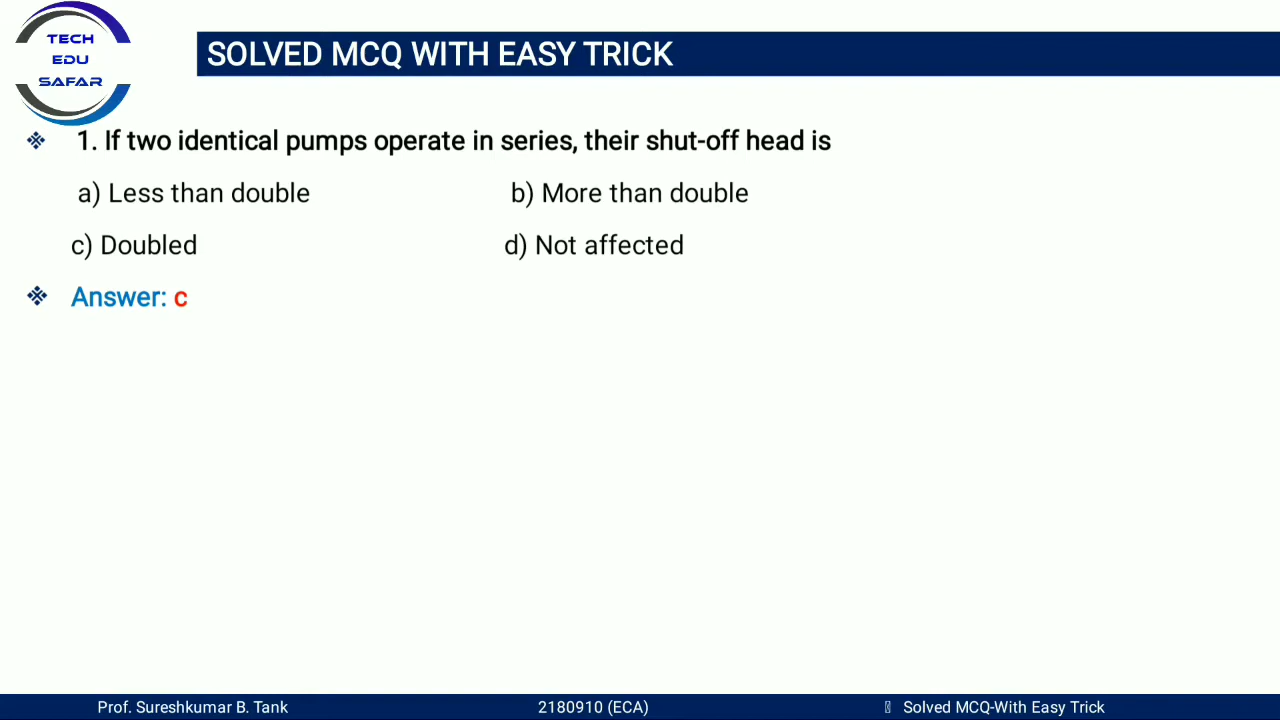 TECH
EDU
SAFAR
SOLVED MCQ WITH EASY TRICK
❖ 1. If two identical pumps operate in series, their shut-off head is
a) Less than double b) More than double
c) Doubled d) Not affected
❖ Answer: c
Prof. Sureshkumar B. Tank 2180910 (ECA) Solved MCQ-With Easy Trick